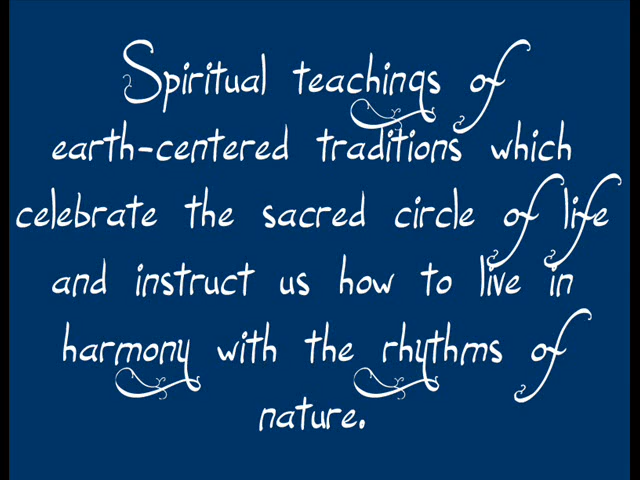 Spiritual teachings of
earth-centered traditions which
celebrate the sacred circle of life
and instruct us how to live in
harmony with the rhythms of
nature.